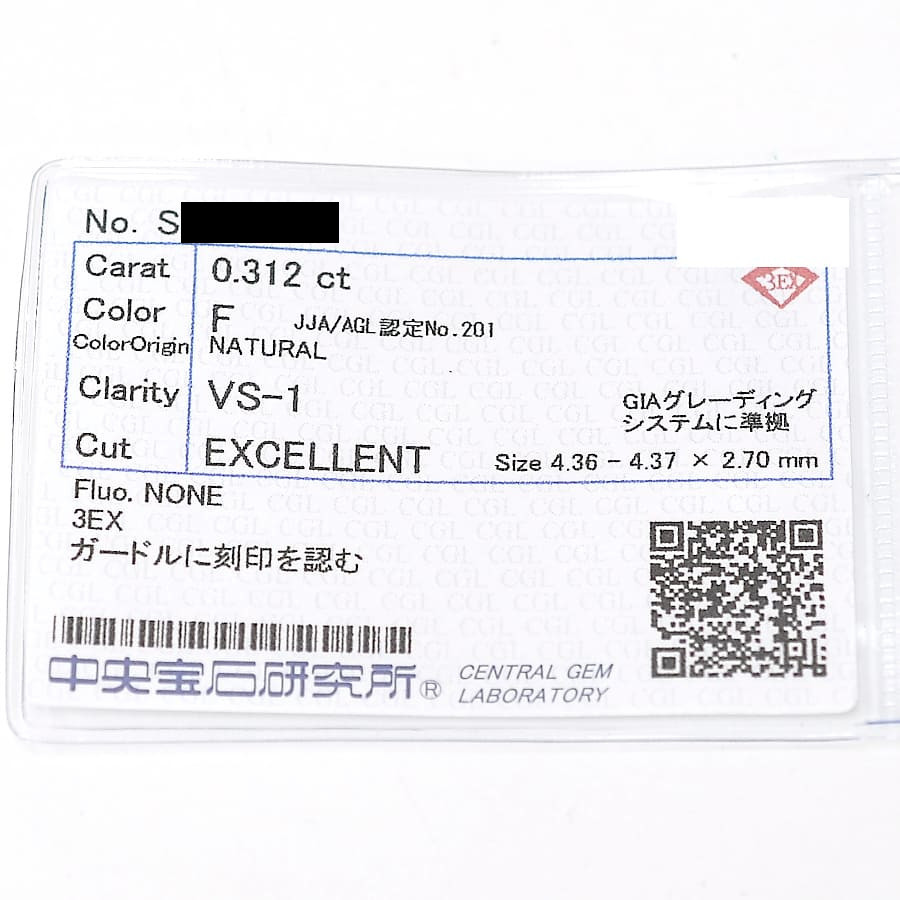 No. S
Carat 0.312 ct
3EX
Color F JJA/AGL認定No.201
ColorOrigin NATURAL
Clarity VS-1
GIAグレーディング
システムに準拠
Cut EXCELLENT Size 4.36 - 4.37 × 2.70 mm
Fluo. NONE
3EX
ガードルに刻印を認む
中央宝石研究所® CENTRAL GEM
LABORATORY